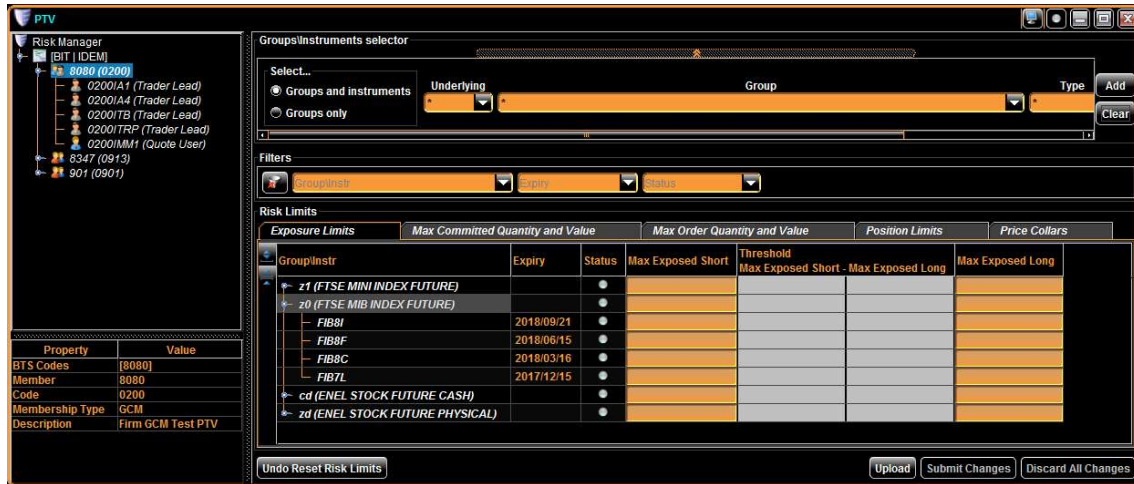 PTV
Risk Manager
[BIT | IDEM]
8080 (0200)
0200IA1 (Trader Lead)
0200IA4 (Trader Lead)
0200ITB (Trader Lead)
0200ITRP (Trader Lead)
0200IMM1 (Quote User)
8347 (0913)
901 (0901)
Property Value
BTS Codes [8080]
Member 8080
Code 0200
Membership Type GCM
Description Firm GCM Test PTV
Groups\Instruments selector
Select...
Groups and instruments
Groups only
Underlying Group Type
* * *
Add
Clear
Filters
Group\Instr Expiry Status
Risk Limits
Exposure Limits Max Committed Quantity and Value Max Order Quantity and Value Position Limits Price Collars
Group\Instr Expiry Status Max Exposed Short Threshold Max Exposed Long
Max Exposed Short - Max Exposed Long
z1 (FTSE MINI INDEX FUTURE)
z0 (FTSE MIB INDEX FUTURE)
FIB8I 2018/09/21
FIB8F 2018/06/15
FIB8C 2018/03/16
FIB7L 2017/12/15
cd (ENEL STOCK FUTURE CASH)
zd (ENEL STOCK FUTURE PHYSICAL)
Undo Reset Risk Limits Upload Submit Changes Discard All Changes